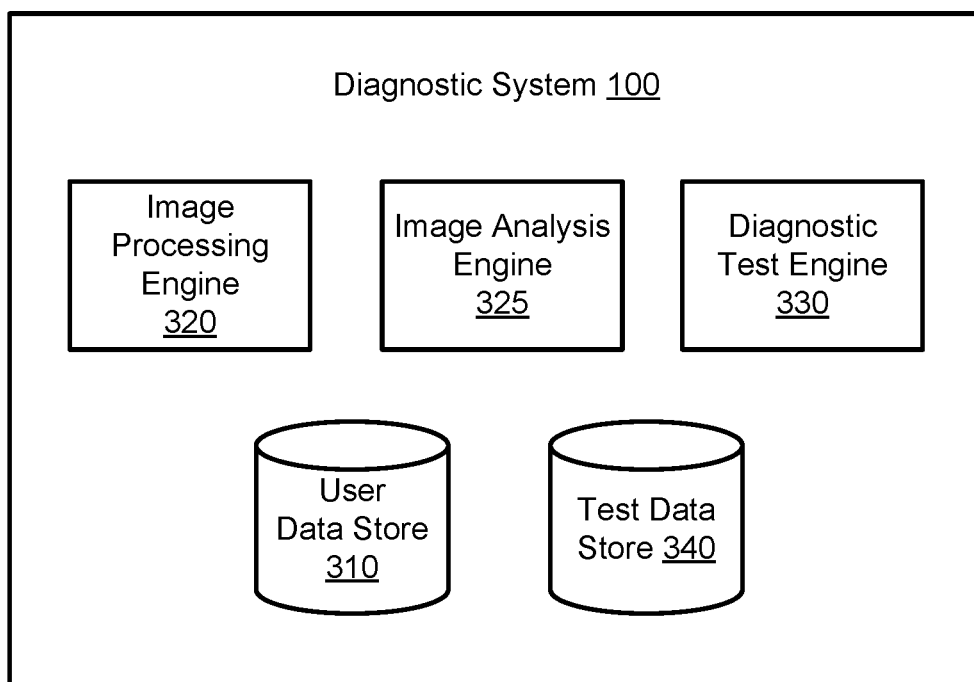 Diagnostic System 100
Image
Processing
Engine
320
Image Analysis
Engine
325
Diagnostic
Test Engine
330
User
Data Store
310
Test Data
Store 340